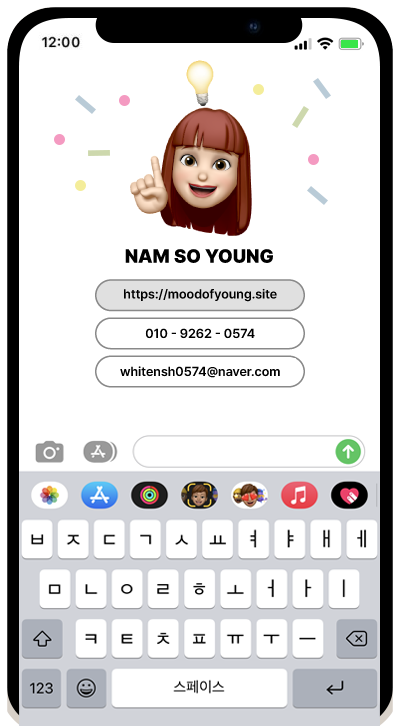 12:00
NAM SO YOUNG
https://moodofyoung.site
010 - 9262 - 0574
whitensh0574@naver.com
ㅂ ㅈ ㄷ ㄱ ㅅ ㅛ ㅕ ㅑ ㅐ ㅔ
ㅁ ㄴ ㅇ ㄹ ㅎ ㅗ ㅓ ㅏ ㅣ
ㅋ ㅌ ㅊ ㅍ ㅠ ㅜ ㅡ
123 스페이스